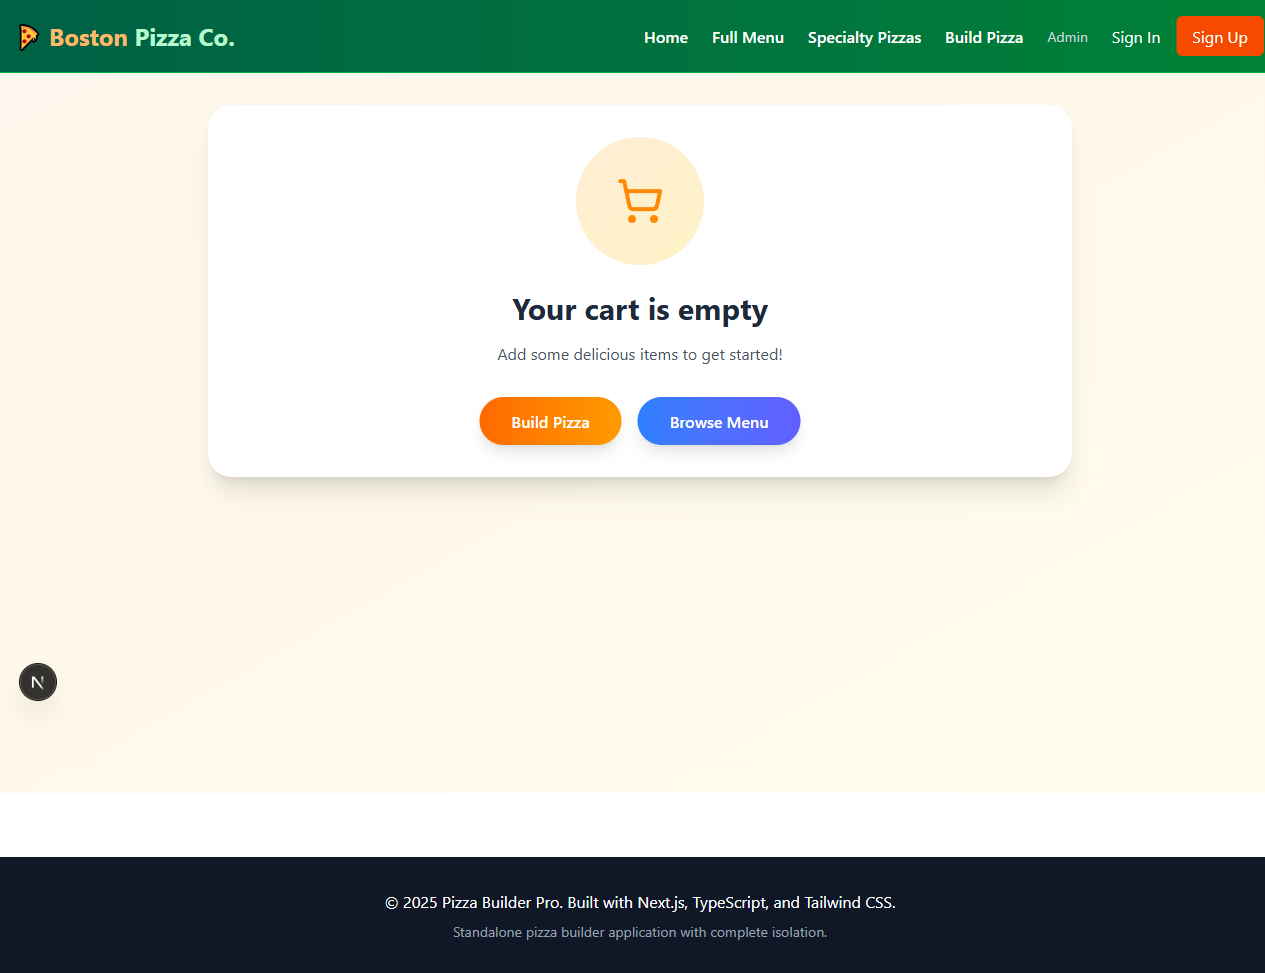 Boston Pizza Co.
Home Full Menu Specialty Pizzas Build Pizza Admin Sign In Sign Up
Your cart is empty
Add some delicious items to get started!
Build Pizza Browse Menu
N
© 2025 Pizza Builder Pro. Built with Next.js, TypeScript, and Tailwind CSS.
Standalone pizza builder application with complete isolation.